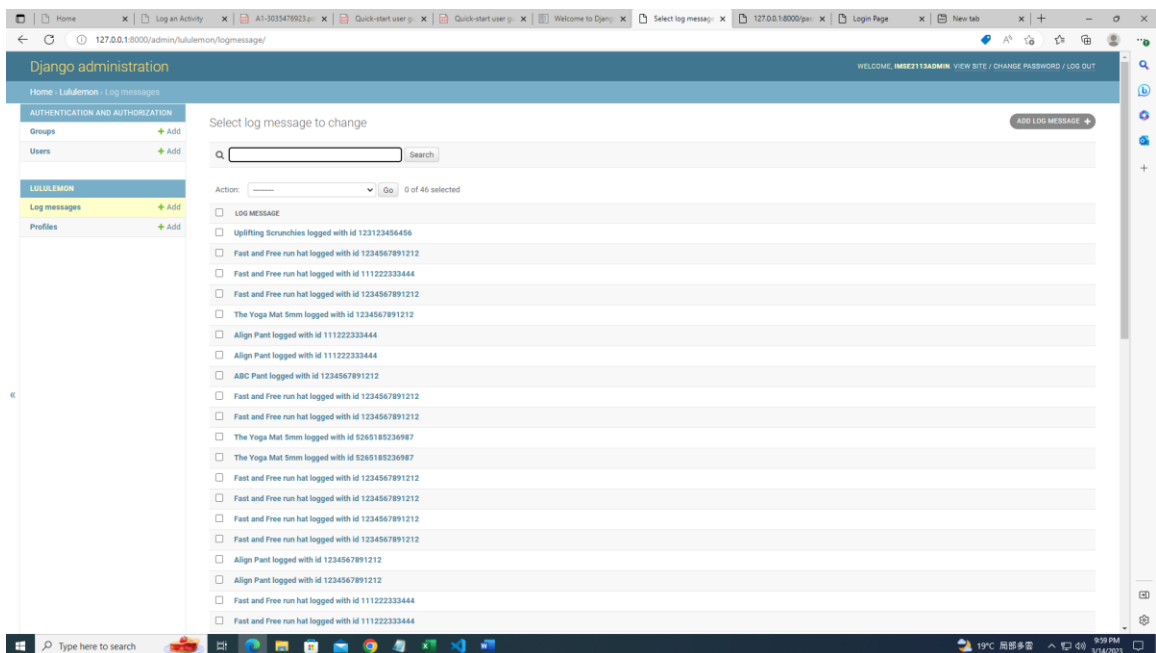 Home
Log an Activity
A1-3035476923.pd
Quick-start user g
Quick-start user g
Welcome to Djang
Select log message
127.0.0.1:8000/pec
Login Page
New tab
127.0.0.1:8000/admin/lululemon/logmessage/
Django administration
WELCOME, IMSE2113ADMIN. VIEW SITE / CHANGE PASSWORD / LOG OUT
Home › Lululemon › Log messages
AUTHENTICATION AND AUTHORIZATION
Groups + Add
Users + Add
LULULEMON
Log messages + Add
Profiles + Add
Select log message to change
ADD LOG MESSAGE +
Search
Action: --------- Go 0 of 46 selected
LOG MESSAGE
Uplifting Scrunchies logged with id 123123456456
Fast and Free run hat logged with id 1234567891212
Fast and Free run hat logged with id 111222333444
Fast and Free run hat logged with id 1234567891212
The Yoga Mat 5mm logged with id 1234567891212
Align Pant logged with id 111222333444
Align Pant logged with id 111222333444
ABC Pant logged with id 1234567891212
Fast and Free run hat logged with id 1234567891212
Fast and Free run hat logged with id 1234567891212
The Yoga Mat 5mm logged with id 5265185236987
The Yoga Mat 5mm logged with id 5265185236987
Fast and Free run hat logged with id 1234567891212
Fast and Free run hat logged with id 1234567891212
Fast and Free run hat logged with id 1234567891212
Fast and Free run hat logged with id 1234567891212
Align Pant logged with id 1234567891212
Align Pant logged with id 1234567891212
Fast and Free run hat logged with id 111222333444
Fast and Free run hat logged with id 111222333444
Type here to search
19°C 局部多雲
9:59 PM
3/14/2023